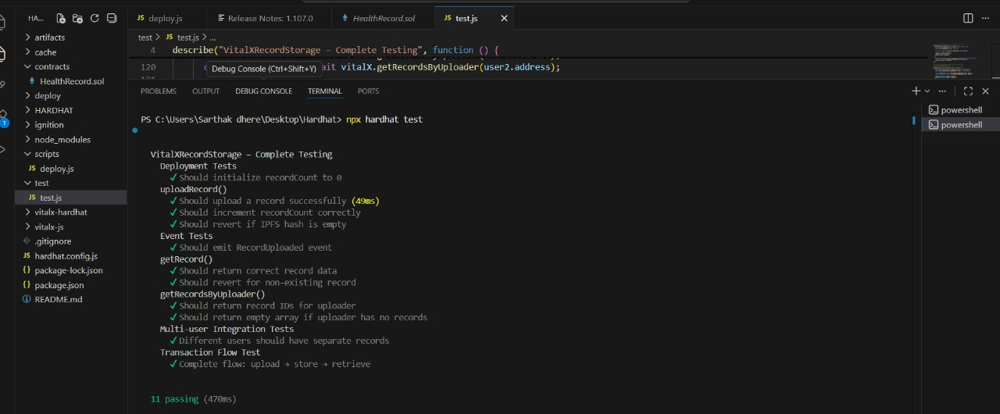 HA...
deploy.js
Release Notes: 1.107.0
HealthRecord.sol
JS test.js
artifacts
cache
contracts
HealthRecord.sol
deploy
HARDHAT
ignition
node_modules
scripts
JS deploy.js
test
JS test.js
vitalx-hardhat
vitalx-js
.gitignore
JS hardhat.config.js
{} package-lock.json
{} package.json
README.md
1
test > JS test.js > ...
4 describe("VitalXRecordStorage – Complete Testing", function () {
120 ait vitalX.getRecordsByUploader(user2.address);
Debug Console (Ctrl+Shift+Y)
PROBLEMS OUTPUT DEBUG CONSOLE TERMINAL PORTS
powershell
powershell
PS C:\Users\Sarthak dhere\Desktop\Hardhat> npx hardhat test
VitalXRecordStorage – Complete Testing
Deployment Tests
✓ Should initialize recordCount to 0
uploadRecord()
✓ Should upload a record successfully (49ms)
✓ Should increment recordCount correctly
✓ Should revert if IPFS hash is empty
Event Tests
✓ Should emit RecordUploaded event
getRecord()
✓ Should return correct record data
✓ Should revert for non-existing record
getRecordsByUploader()
✓ Should return record IDs for uploader
✓ Should return empty array if uploader has no records
Multi-user Integration Tests
✓ Different users should have separate records
Transaction Flow Test
✓ Complete flow: upload → store → retrieve
11 passing (470ms)